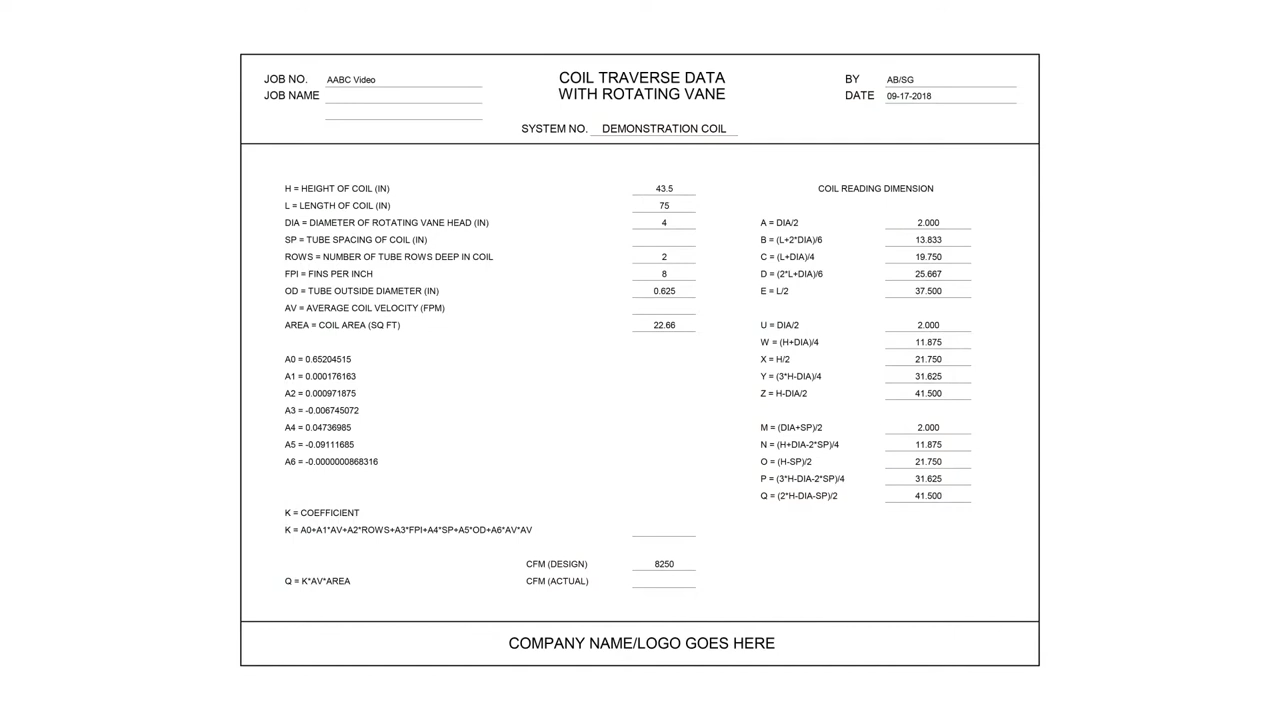 JOB NO. AABC Video
JOB NAME
COIL TRAVERSE DATA
WITH ROTATING VANE
SYSTEM NO. DEMONSTRATION COIL
BY AB/SG
DATE 09-17-2018
H = HEIGHT OF COIL (IN) 43.5
L = LENGTH OF COIL (IN) 75
DIA = DIAMETER OF ROTATING VANE HEAD (IN) 4
SP = TUBE SPACING OF COIL (IN)
ROWS = NUMBER OF TUBE ROWS DEEP IN COIL 2
FPI = FINS PER INCH 8
OD = TUBE OUTSIDE DIAMETER (IN) 0.625
AV = AVERAGE COIL VELOCITY (FPM)
AREA = COIL AREA (SQ FT) 22.66
A0 = 0.65204515
A1 = 0.000176163
A2 = 0.000971875
A3 = -0.006745072
A4 = 0.04736985
A5 = -0.09111685
A6 = -0.0000000868316
K = COEFFICIENT
K = A0+A1*AV+A2*ROWS+A3*FPI+A4*SP+A5*OD+A6*AV*AV
CFM (DESIGN) 8250
Q = K*AV*AREA CFM (ACTUAL)
COIL READING DIMENSION
A = DIA/2 2.000
B = (L+2*DIA)/6 13.833
C = (L+DIA)/4 19.750
D = (2*L+DIA)/6 25.667
E = L/2 37.500
U = DIA/2 2.000
W = (H+DIA)/4 11.875
X = H/2 21.750
Y = (3*H-DIA)/4 31.625
Z = H-DIA/2 41.500
M = (DIA+SP)/2 2.000
N = (H+DIA-2*SP)/4 11.875
O = (H-SP)/2 21.750
P = (3*H-DIA-2*SP)/4 31.625
Q = (2*H-DIA-SP)/2 41.500
COMPANY NAME/LOGO GOES HERE